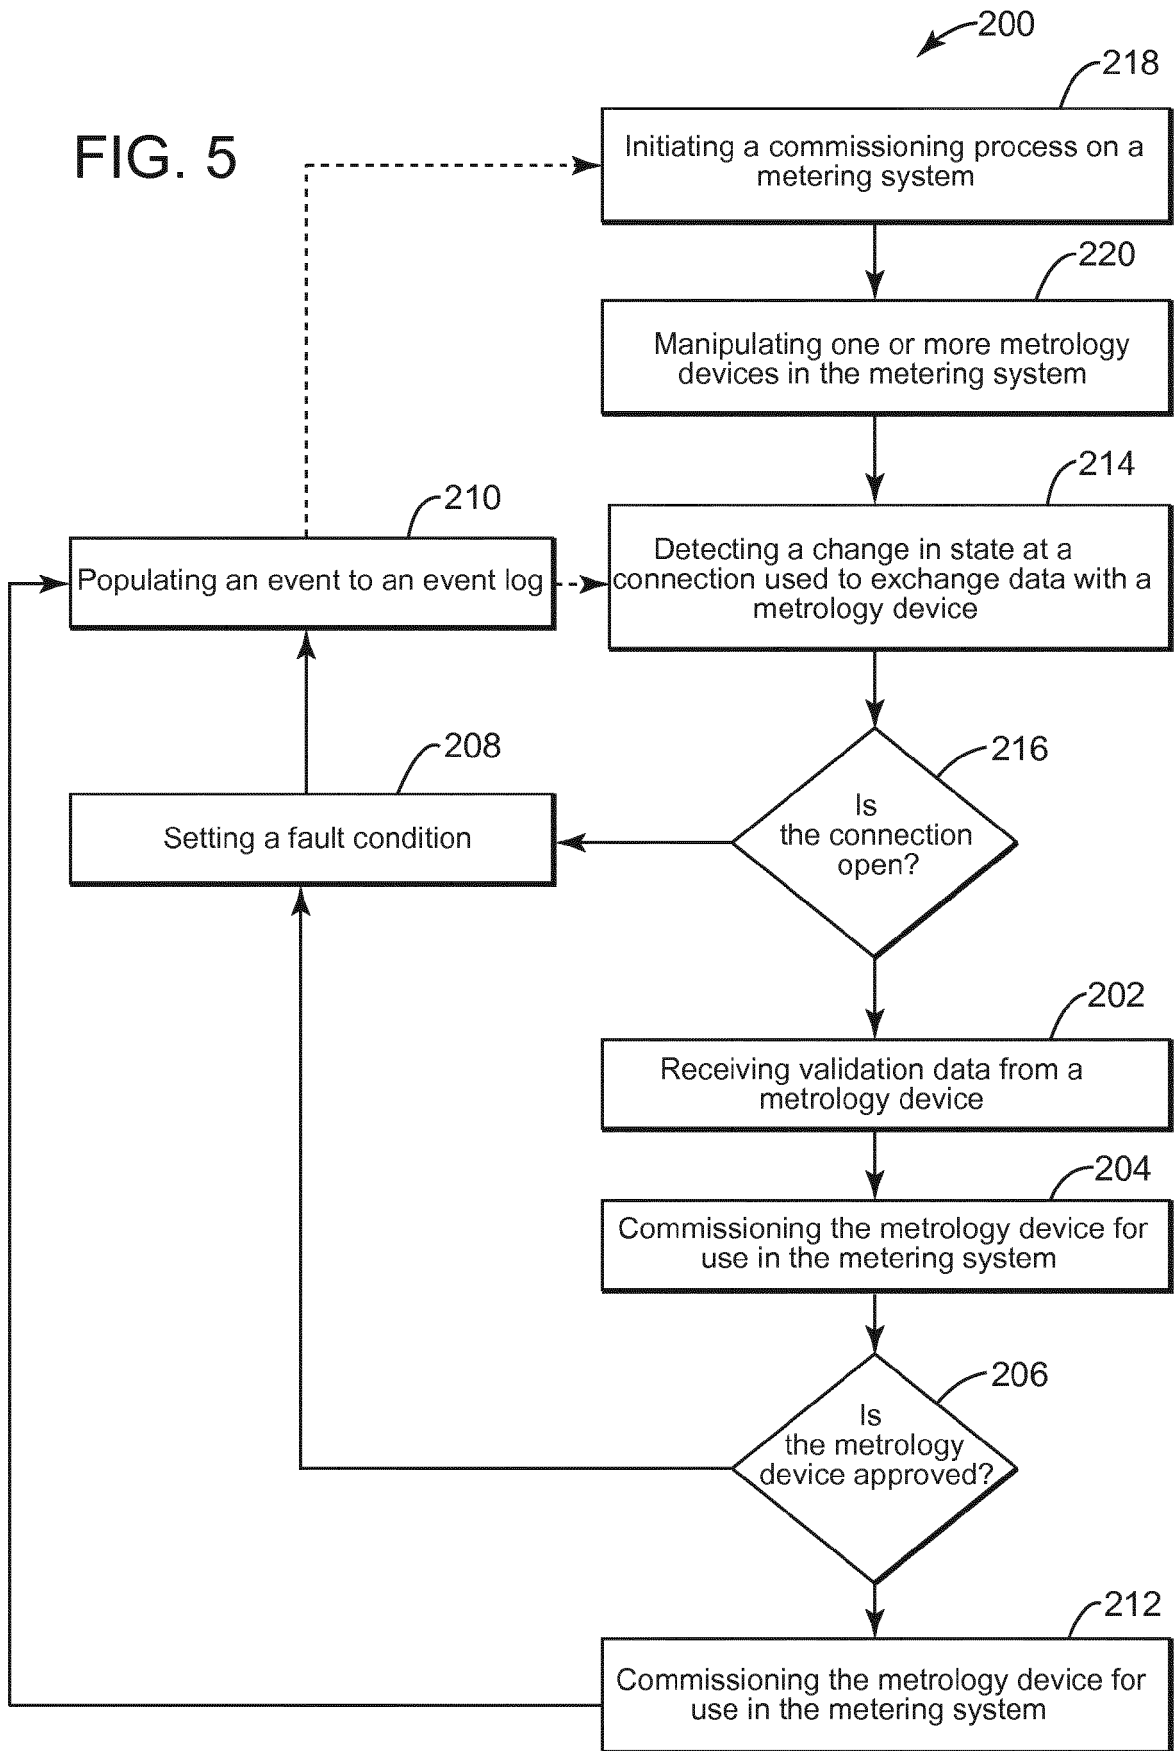 200
218
FIG. 5
Initiating a commissioning process on a
metering system
220
Manipulating one or more metrology
devices in the metering system
214
210
Detecting a change in state at a
connection used to exchange data with a
metrology device
Populating an event to an event log
208
216
Setting a fault condition
Is
the connection
open?
202
Receiving validation data from a
metrology device
204
Commissioning the metrology device for
use in the metering system
206
Is
the metrology
device approved?
212
Commissioning the metrology device for
use in the metering system